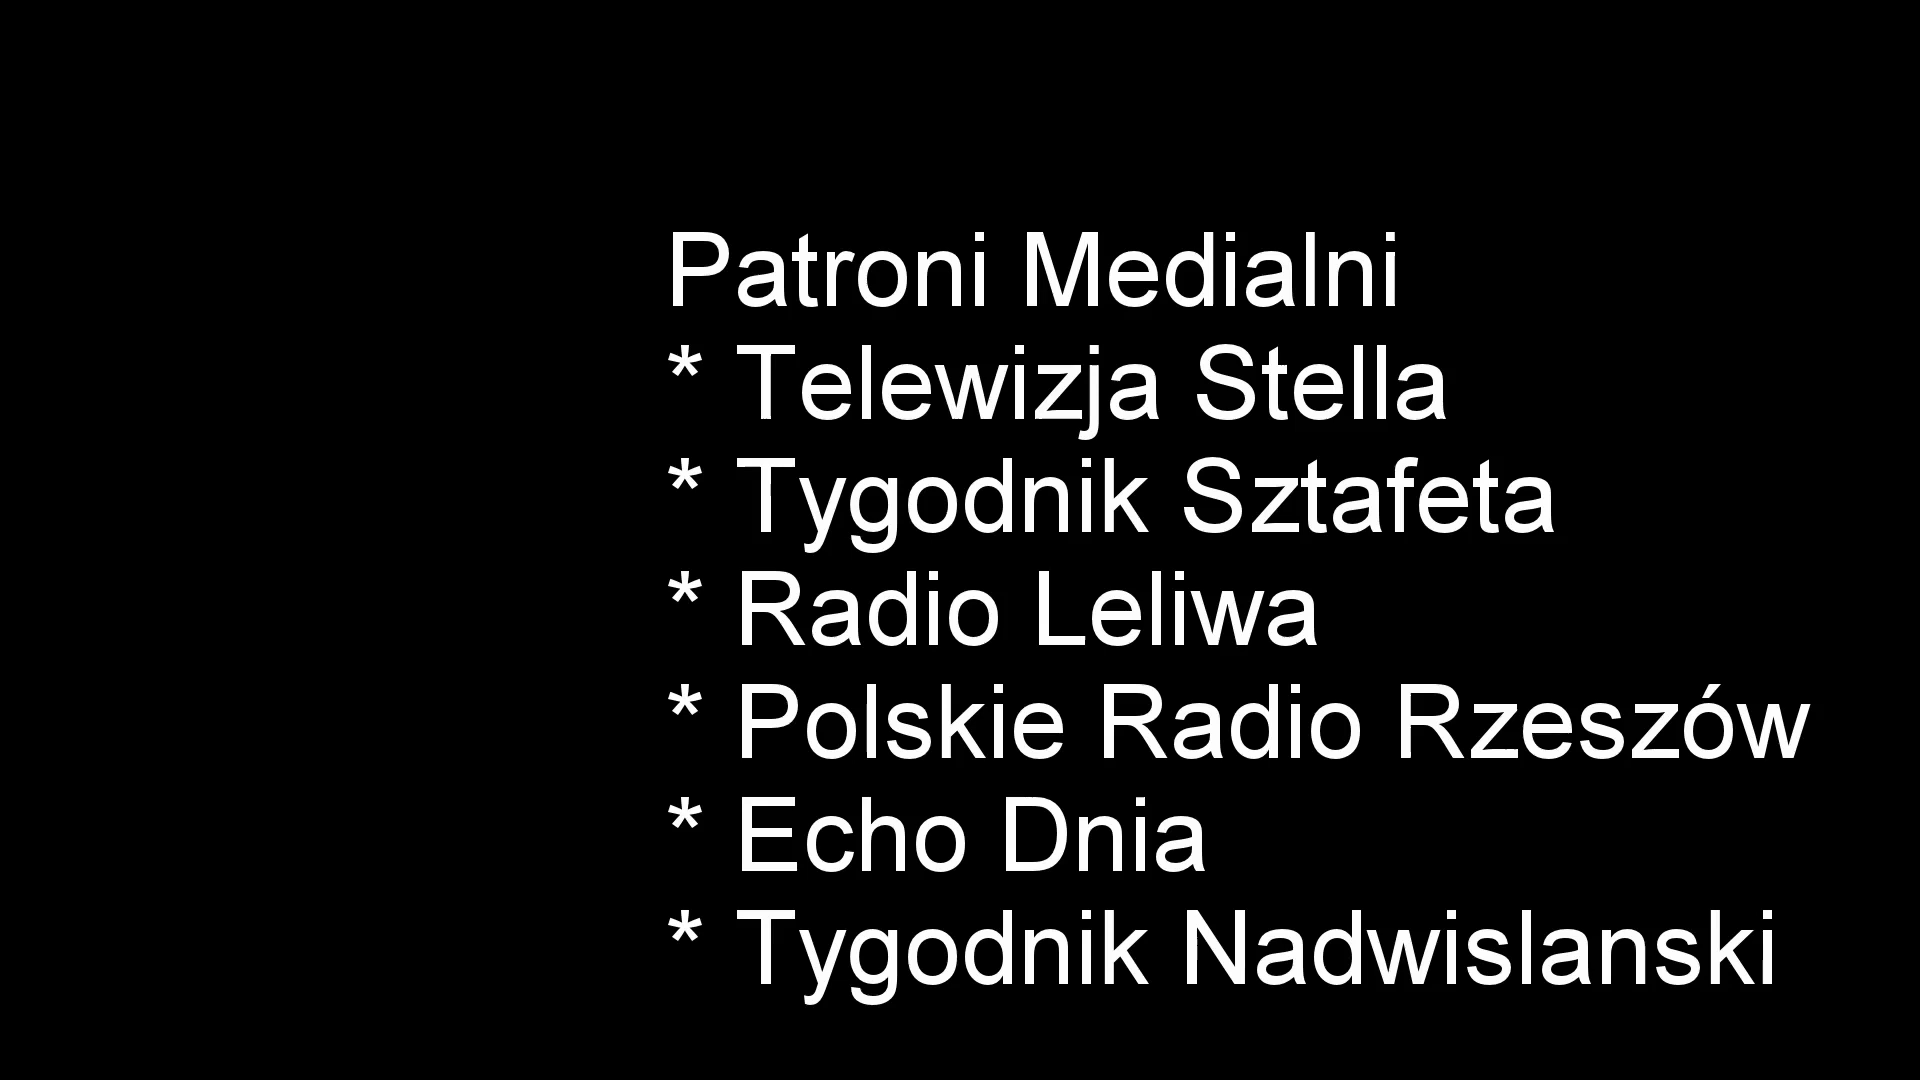 Patroni Medialni
* Telewizja Stella
* Tygodnik Sztafeta
* Radio Leliwa
* Polskie Radio Rzeszów
* Echo Dnia
* Tygodnik Nadwislanski